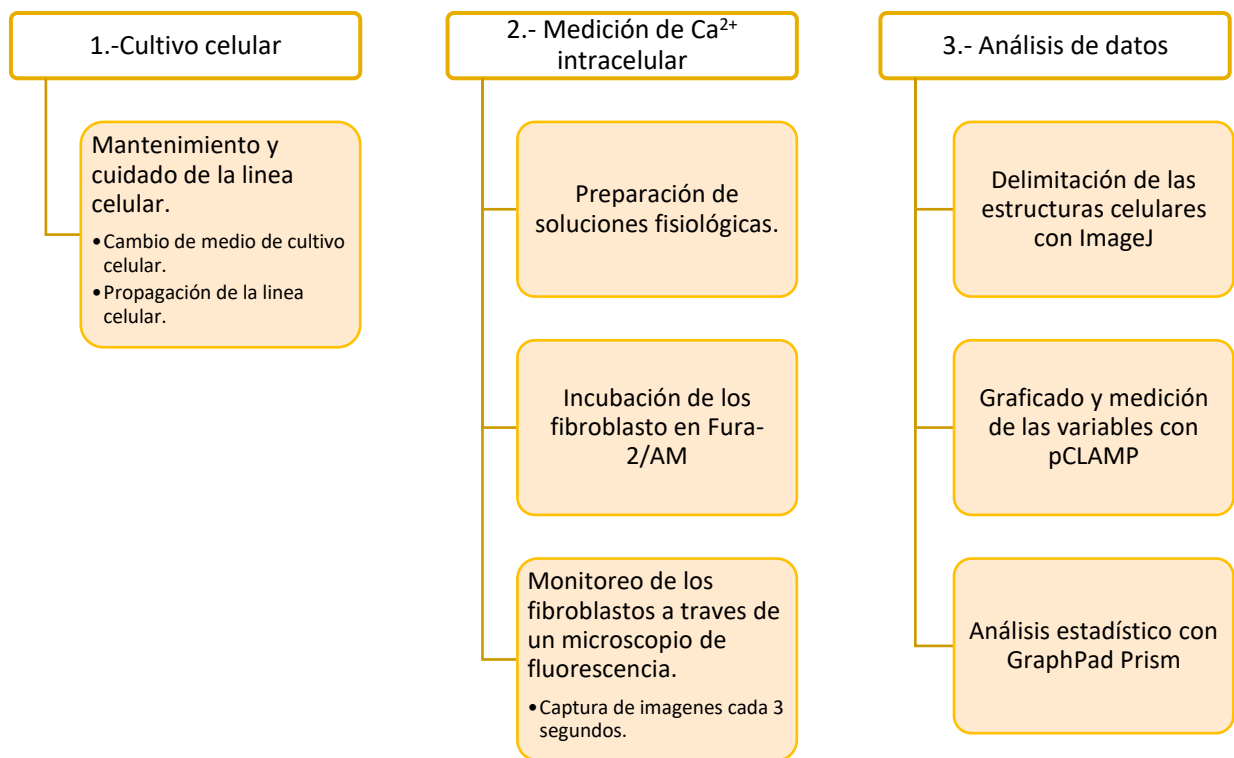 1.-Cultivo celular
Mantenimiento y
cuidado de la linea
celular.
•Cambio de medio de cultivo
celular.
•Propagación de la linea
celular.
2.- Medición de Ca²⁺
intracelular
Preparación de
soluciones fisiológicas.
Incubación de los
fibroblasto en Fura-
2/AM
Monitoreo de los
fibroblastos a traves de
un microscopio de
fluorescencia.
•Captura de imagenes cada 3
segundos.
3.- Análisis de datos
Delimitación de las
estructuras celulares
con ImageJ
Graficado y medición
de las variables con
pCLAMP
Análisis estadístico con
GraphPad Prism